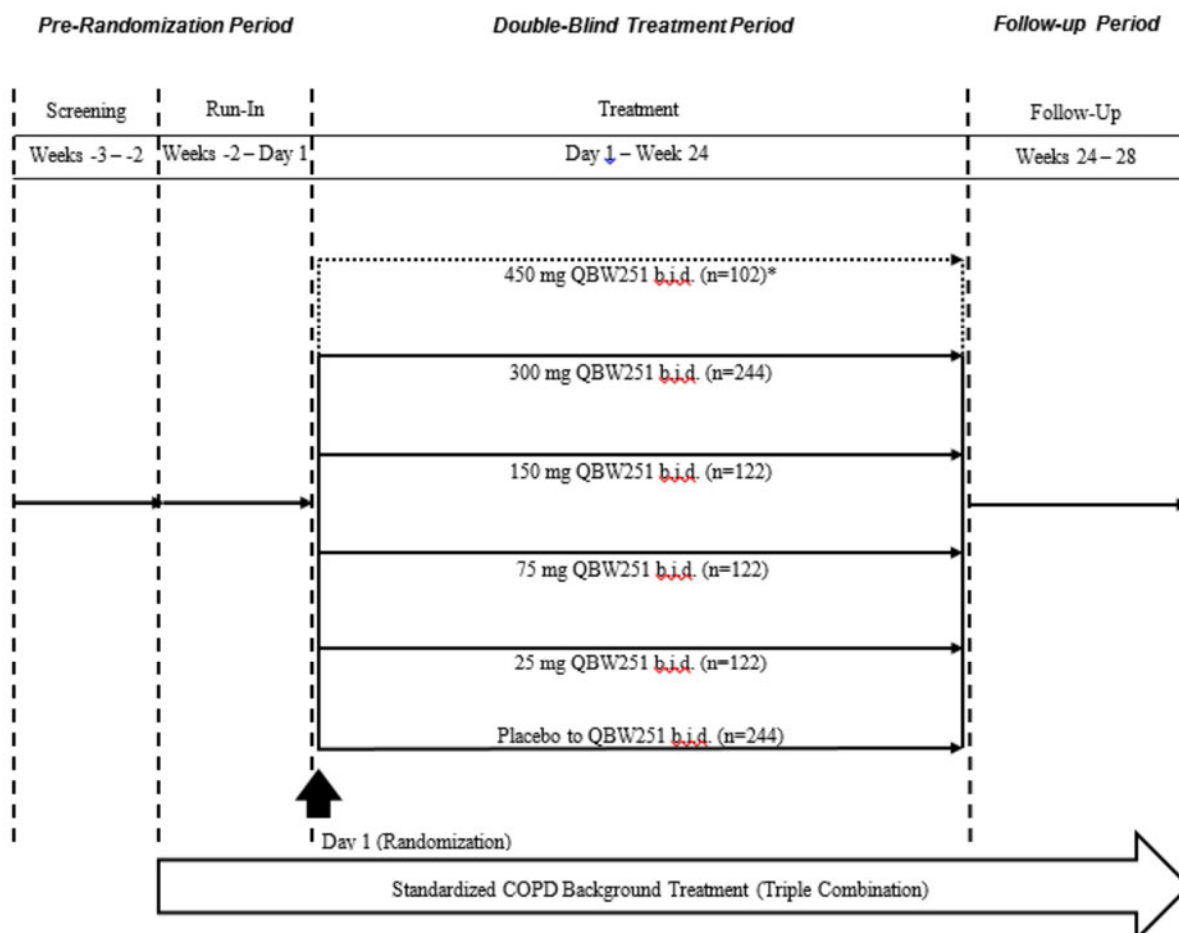 Pre-Randomization Period Double-Blind Treatment Period Follow-up Period
Screening Run-In Treatment Follow-Up
Weeks -3 – -2 Weeks -2 – Day 1 Day 1 – Week 24 Weeks 24 – 28
450 mg QBW251 b.i.d. (n=102)*
300 mg QBW251 b.i.d. (n=244)
150 mg QBW251 b.i.d. (n=122)
75 mg QBW251 b.i.d. (n=122)
25 mg QBW251 b.i.d. (n=122)
Placebo to QBW251 b.i.d. (n=244)
Day 1 (Randomization)
Standardized COPD Background Treatment (Triple Combination)